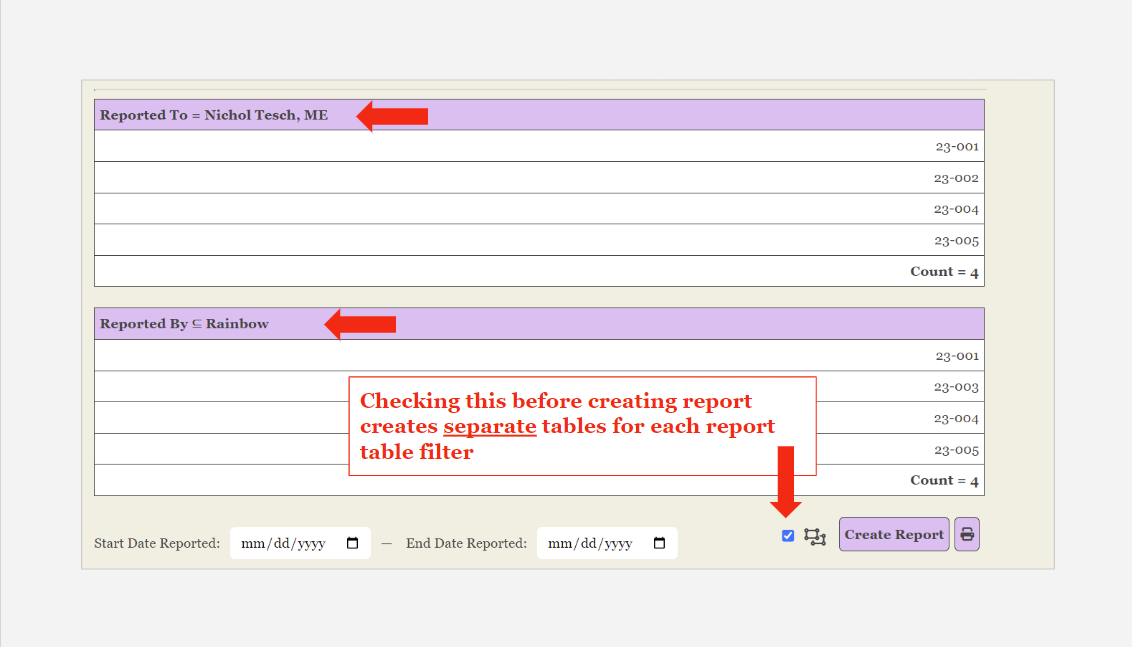 Reported To = Nichol Tesch, ME
23-001
23-002
23-004
23-005
Count = 4
Reported By ⊆ Rainbow
23-001
23-003
23-004
23-005
Count = 4
Checking this before creating report
creates separate tables for each report
table filter
Start Date Reported: mm/dd/yyyy — End Date Reported: mm/dd/yyyy Create Report